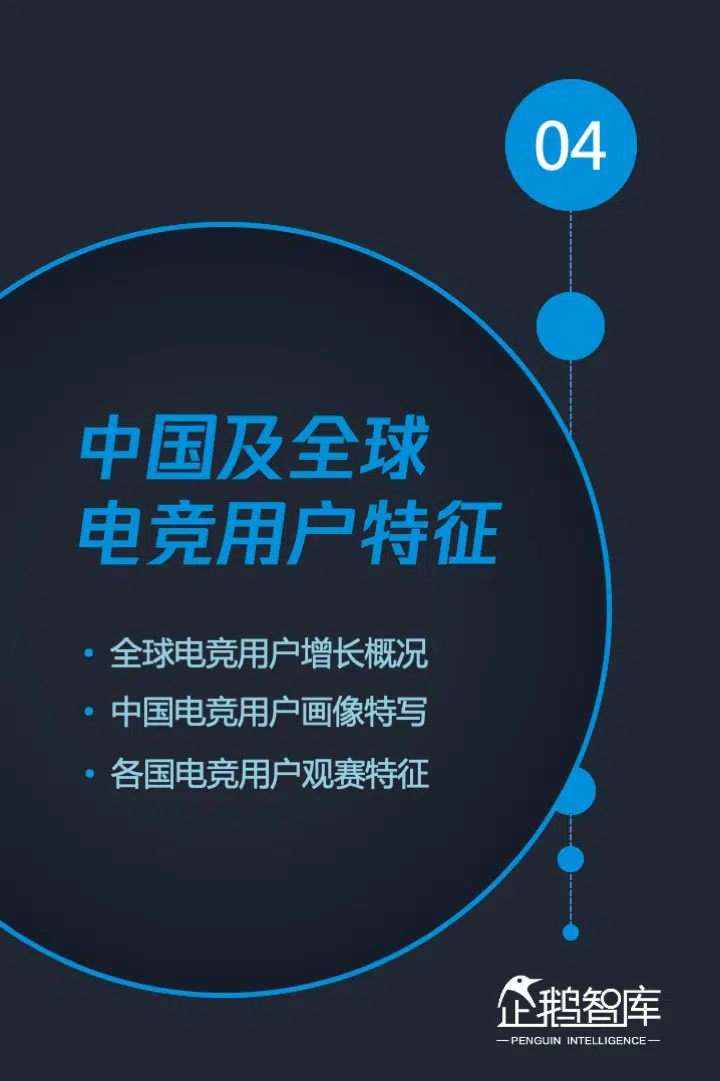 04
中国及全球
电竞用户特征
• 全球电竞用户增长概况
• 中国电竞用户画像特写
• 各国电竞用户观赛特征
企鹅智库
PENGUIN INTELLIGENCE